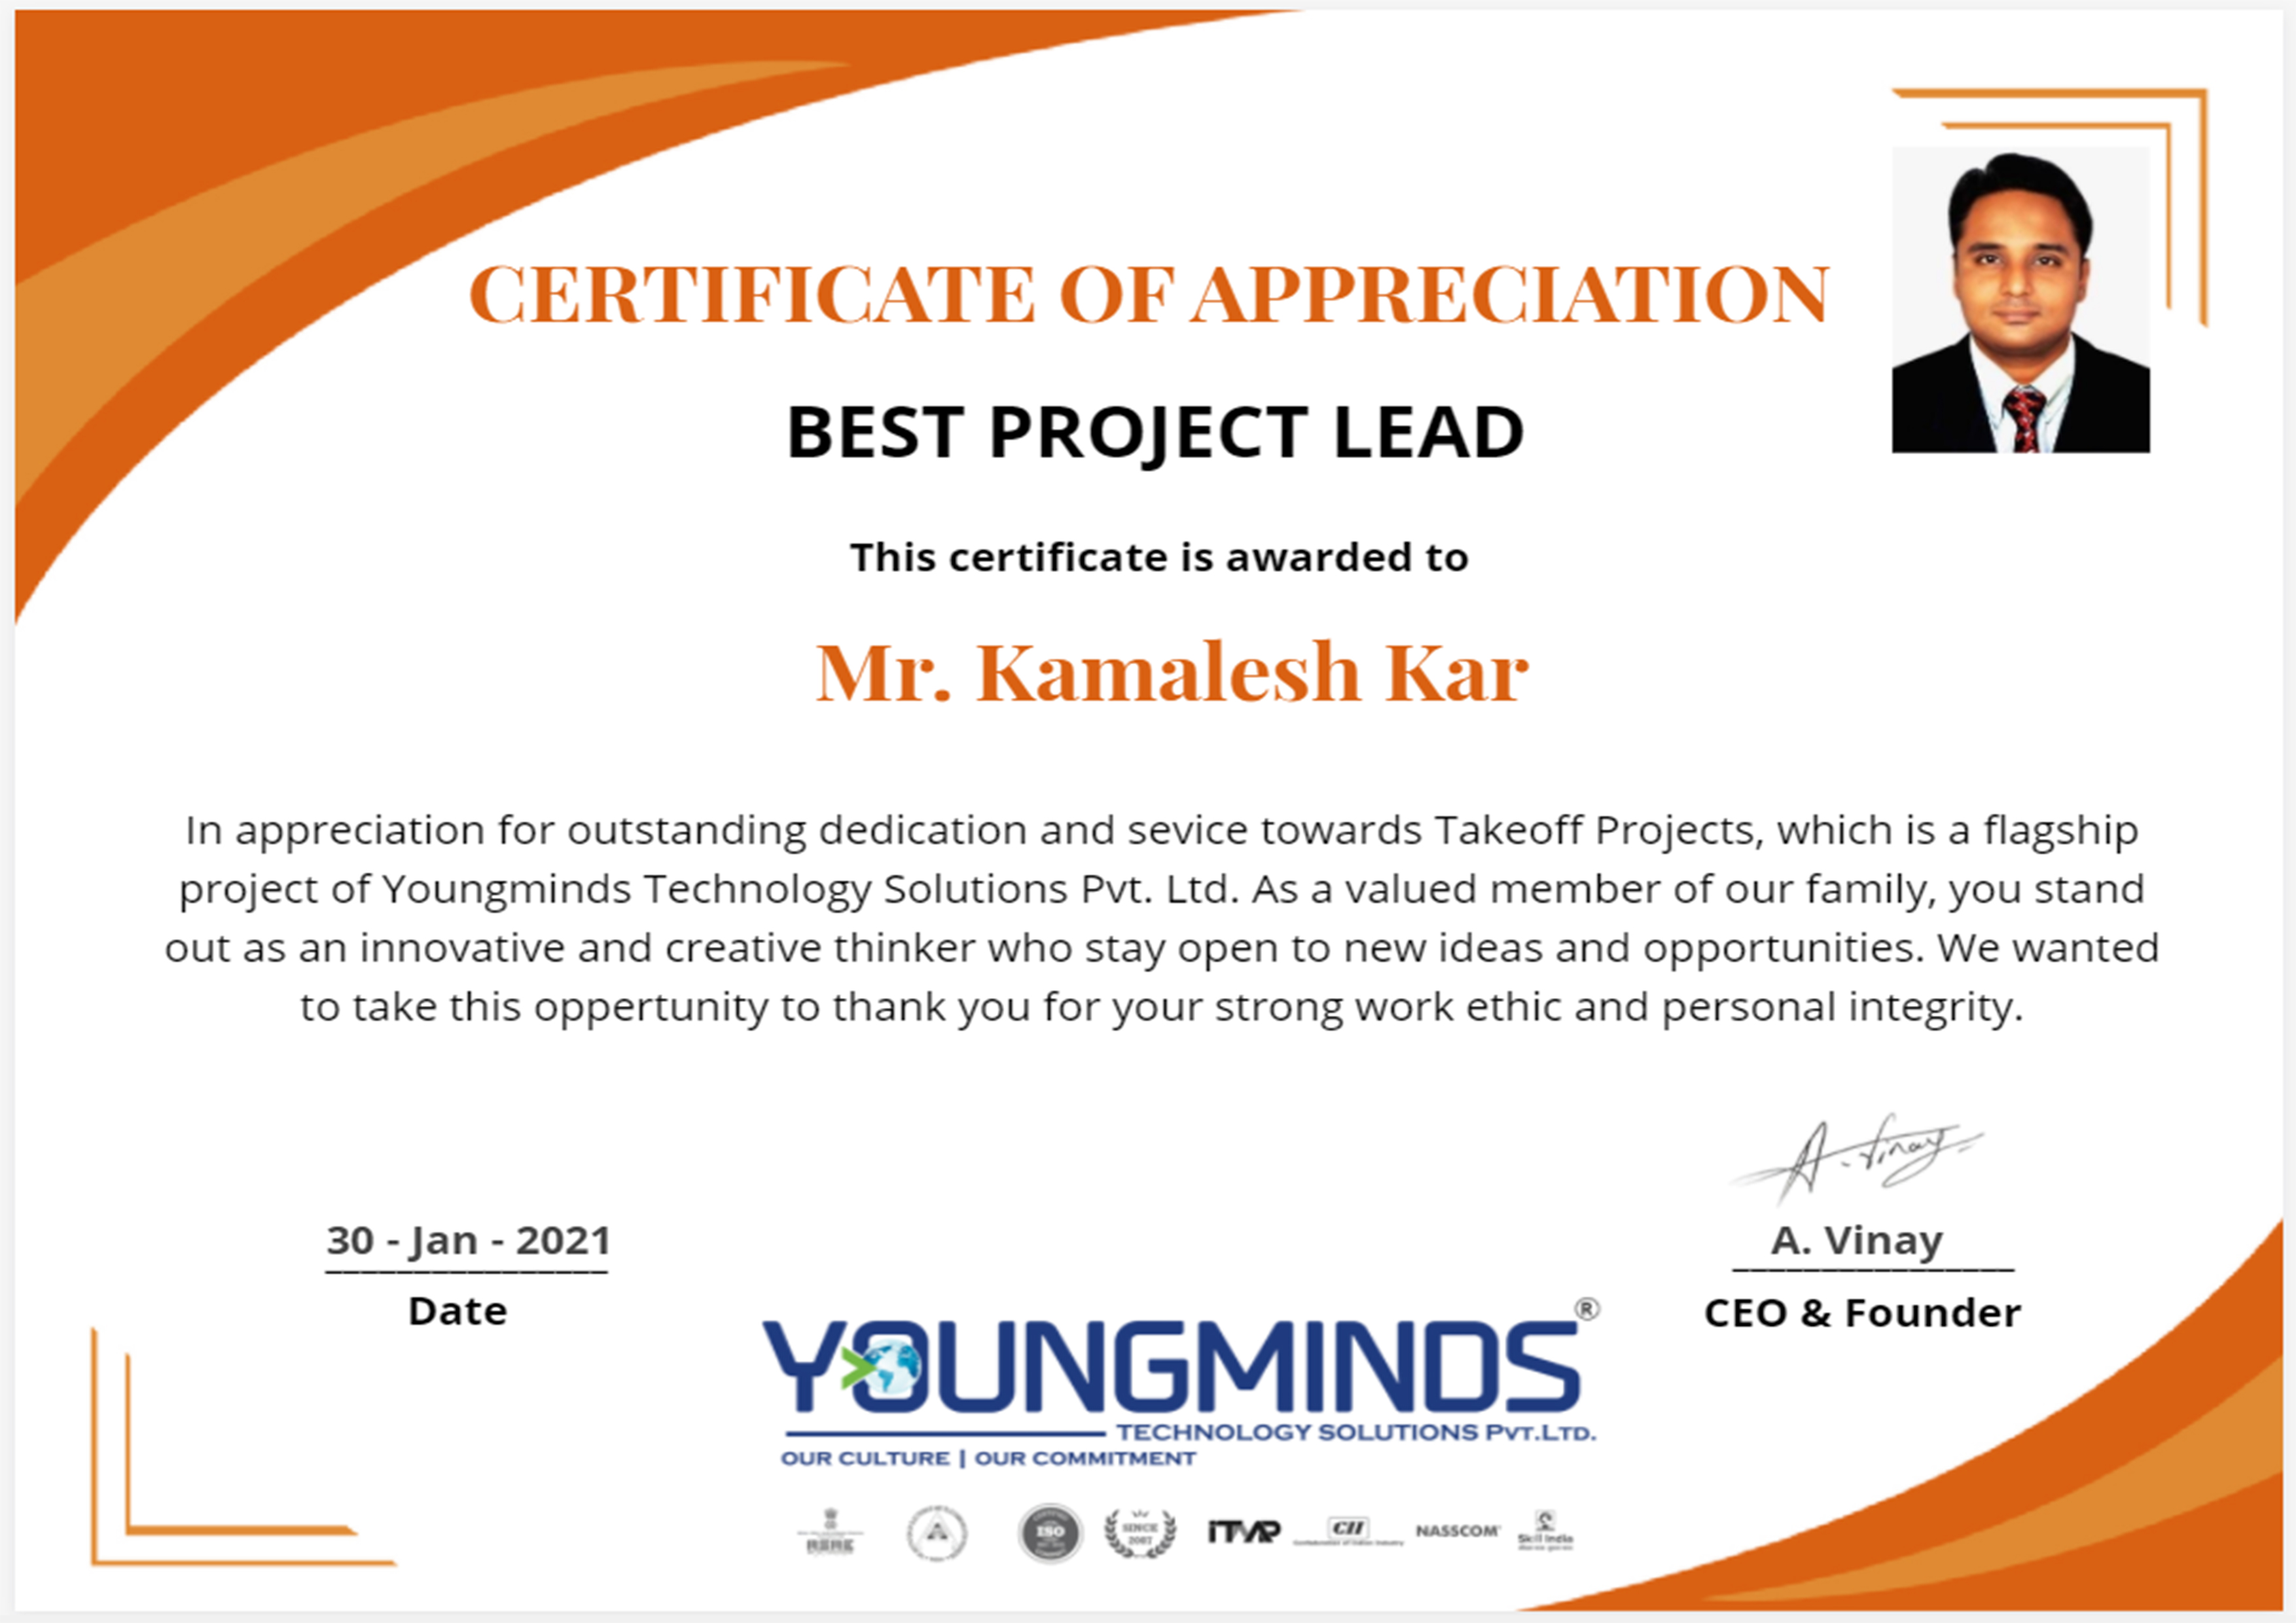 CERTIFICATE OF APPRECIATION
BEST PROJECT LEAD
This certificate is awarded to
Mr. Kamalesh Kar
In appreciation for outstanding dedication and sevice towards Takeoff Projects, which is a flagship
project of Youngminds Technology Solutions Pvt. Ltd. As a valued member of our family, you stand
out as an innovative and creative thinker who stay open to new ideas and opportunities. We wanted
to take this oppertunity to thank you for your strong work ethic and personal integrity.
A. Vinay
30 - Jan - 2021
A. Vinay
Date
CEO & Founder
YOUNGMINDS®
TECHNOLOGY SOLUTIONS PVT.LTD.
OUR CULTURE | OUR COMMITMENT
ISO
SINCE
2007
CII
NASSCOM
Skill India